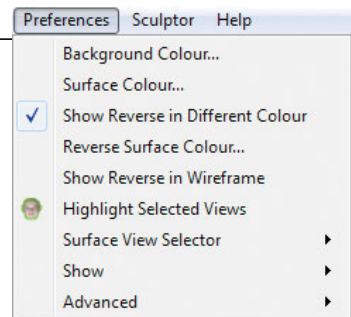 Preferences Sculptor Help
Background Colour...
Surface Colour...
Show Reverse in Different Colour
Reverse Surface Colour...
Show Reverse in Wireframe
Highlight Selected Views
Surface View Selector
Show
Advanced